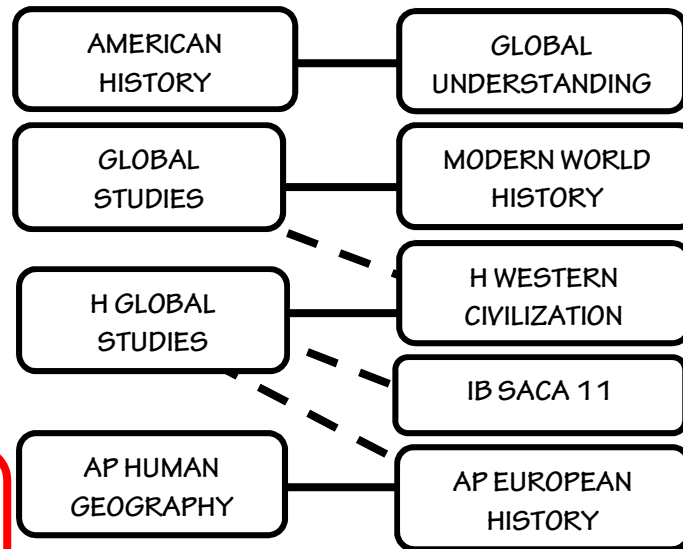 AMERICAN
HISTORY
GLOBAL
UNDERSTANDING
GLOBAL
STUDIES
MODERN WORLD
HISTORY
H GLOBAL
STUDIES
H WESTERN
CIVILIZATION
IB SACA 11
AP HUMAN
GEOGRAPHY
AP EUROPEAN
HISTORY